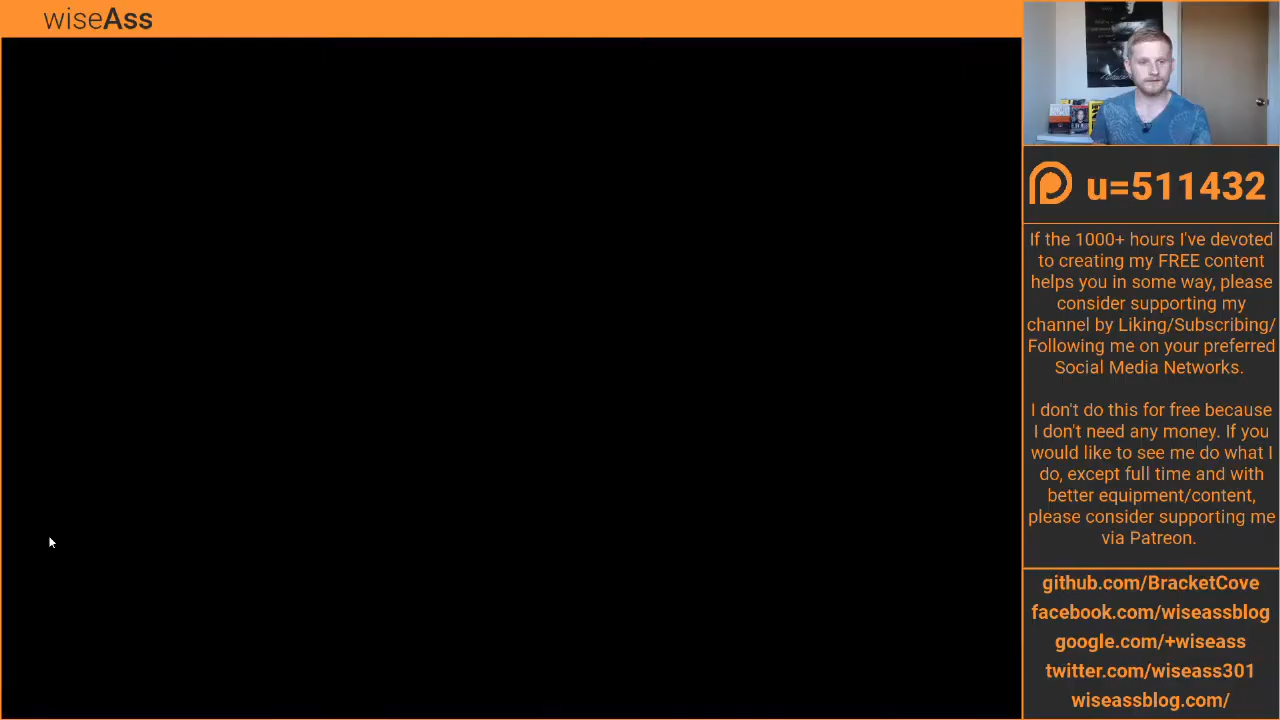 wiseAss
u=511432
If the 1000+ hours I've devoted
to creating my FREE content
helps you in some way, please
consider supporting my
channel by Liking/Subscribing/
Following me on your preferred
Social Media Networks.
I don't do this for free because
I don't need any money. If you
would like to see me do what I
do, except full time and with
better equipment/content,
please consider supporting me
via Patreon.
github.com/BracketCove
facebook.com/wiseassblog
google.com/+wiseass
twitter.com/wiseass301
wiseassblog.com/